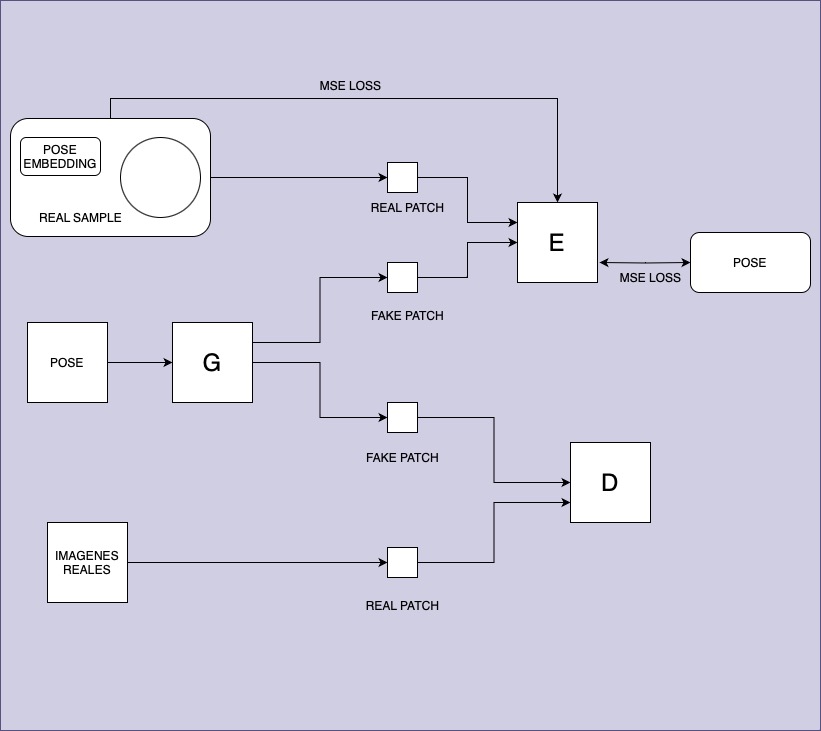 MSE LOSS
POSE
EMBEDDING
REAL SAMPLE
REAL PATCH
E
POSE
MSE LOSS
FAKE PATCH
POSE
G
FAKE PATCH
D
IMAGENES
REALES
REAL PATCH